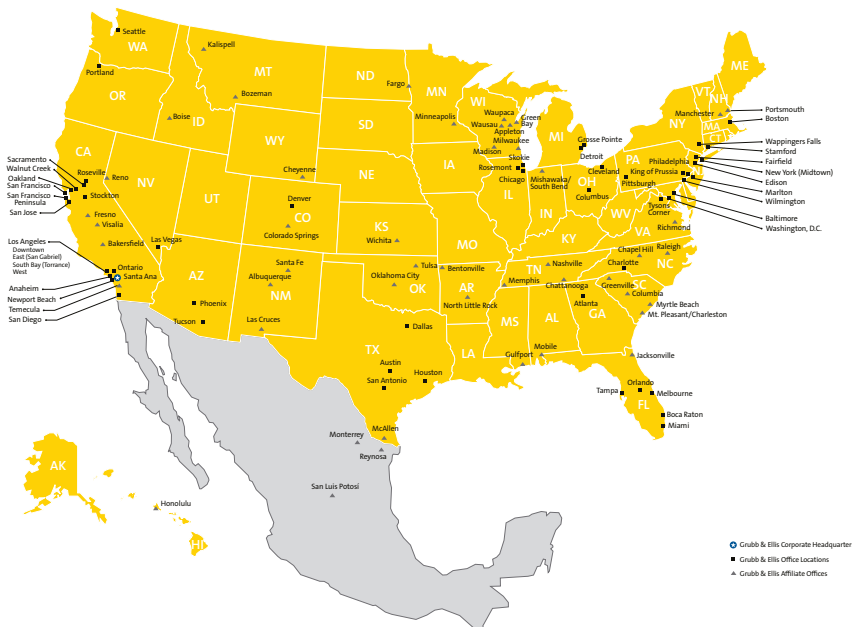 Seattle
WA
Kalispell
MT
ND
Fargo
MN
ME
Portland
OR
Bozeman
Boise
ID
Minneapolis
WI
Waupaca
Green
Bay
Wausau
Appleton
Milwaukee
Madison
MI
VT
NH
Manchester
Portsmouth
Boston
NY
MA
CT
SD
WY
Grosse Pointe
Detroit
Skokie
Rosemont
Chicago
Mishawaka/
South Bend
Cleveland
PA
Philadelphia
King of Prussia
Pittsburgh
Wappingers Falls
Stamford
Fairfield
New York (Midtown)
Edison
Marlton
Wilmington
Baltimore
Washington, D.C.
CA
Sacramento
Walnut Creek
Oakland
San Francisco
San Francisco
Peninsula
San Jose
Roseville
Reno
Stockton
Fresno
Visalia
Bakersfield
NV
UT
Cheyenne
NE
IA
IL
IN
OH
Columbus
WV
VA
Tysons
Corner
Richmond
Denver
CO
Colorado Springs
KS
Wichita
MO
KY
Los Angeles
Downtown
East (San Gabriel)
South Bay (Torrance)
West
Anaheim
Newport Beach
Temecula
San Diego
Ontario
Santa Ana
Las Vegas
AZ
Phoenix
Tucson
Santa Fe
Albuquerque
NM
Las Cruces
Tulsa
Oklahoma City
OK
Bentonville
AR
North Little Rock
Nashville
TN
Memphis
Chattanooga
Chapel Hill
Raleigh
NC
Charlotte
Greenville
SC
Columbia
Myrtle Beach
Mt. Pleasant/Charleston
Atlanta
GA
AL
MS
LA
Gulfport
Mobile
Jacksonville
Dallas
TX
Austin
San Antonio
Houston
McAllen
Monterrey
Reynosa
San Luis Potosí
Orlando
Tampa
Melbourne
FL
Boca Raton
Miami
AK
Honolulu
HI
Grubb & Ellis Corporate Headquarter
Grubb & Ellis Office Locations
Grubb & Ellis Affiliate Offices